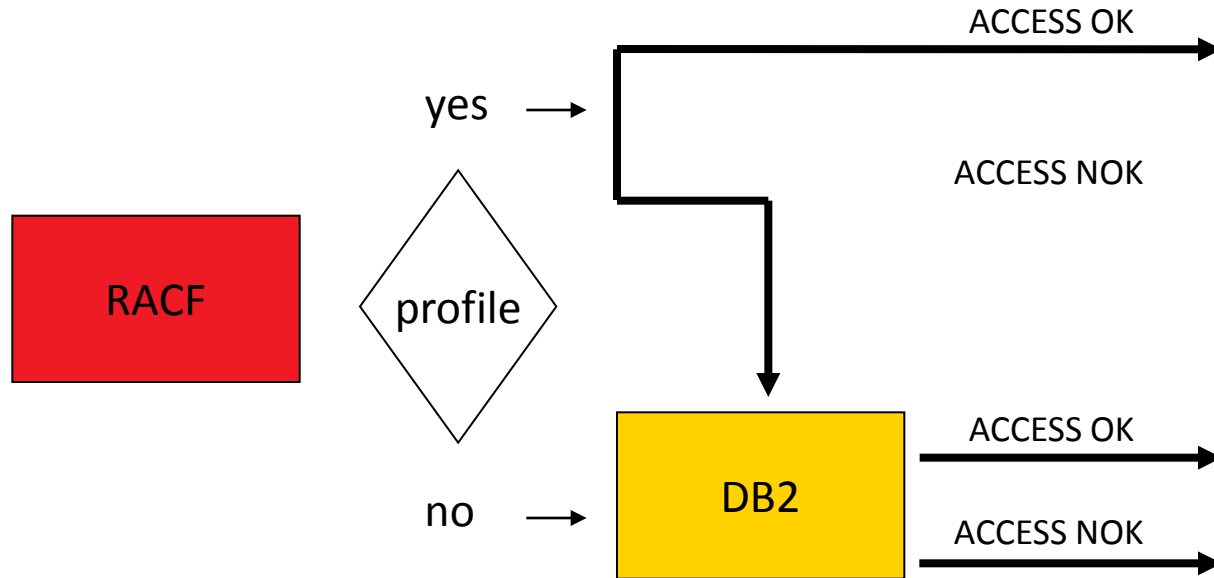 ACCESS OK
yes
ACCESS NOK
RACF
profile
ACCESS OK
DB2
no
ACCESS NOK